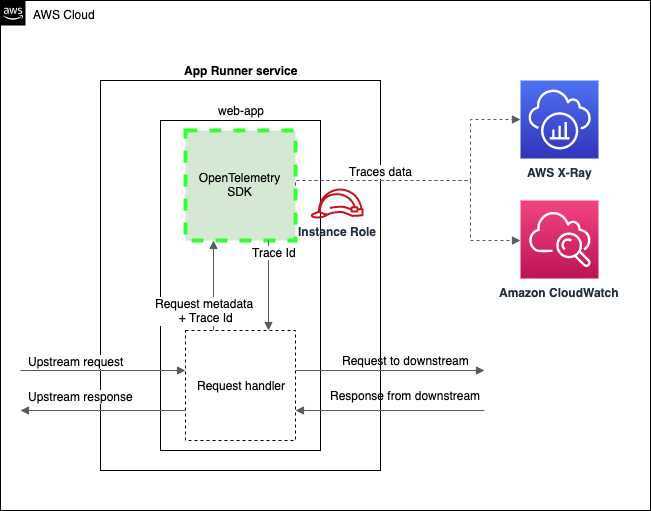 aws
AWS Cloud
App Runner service
web-app
OpenTelemetry
SDK
Traces data
AWS X-Ray
Instance Role
Trace Id
Amazon CloudWatch
Request metadata
+ Trace Id
Upstream request
Request to downstream
Request handler
Upstream response
Response from downstream